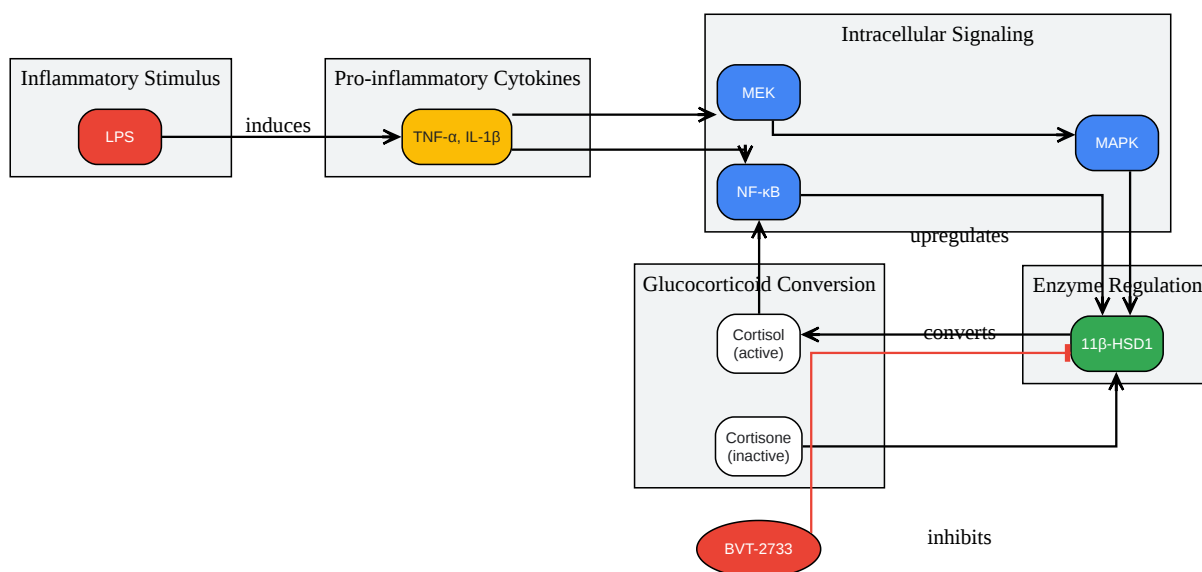 Intracellular Signaling
Inflammatory Stimulus
Pro-inflammatory Cytokines
MEK
LPS
induces
TNF-α, IL-1β
MAPK
NF-κB
upregulates
Glucocorticoid Conversion
Enzyme Regulation
Cortisol
(active)
converts
11β-HSD1
Cortisone
(inactive)
inhibits
BVT-2733